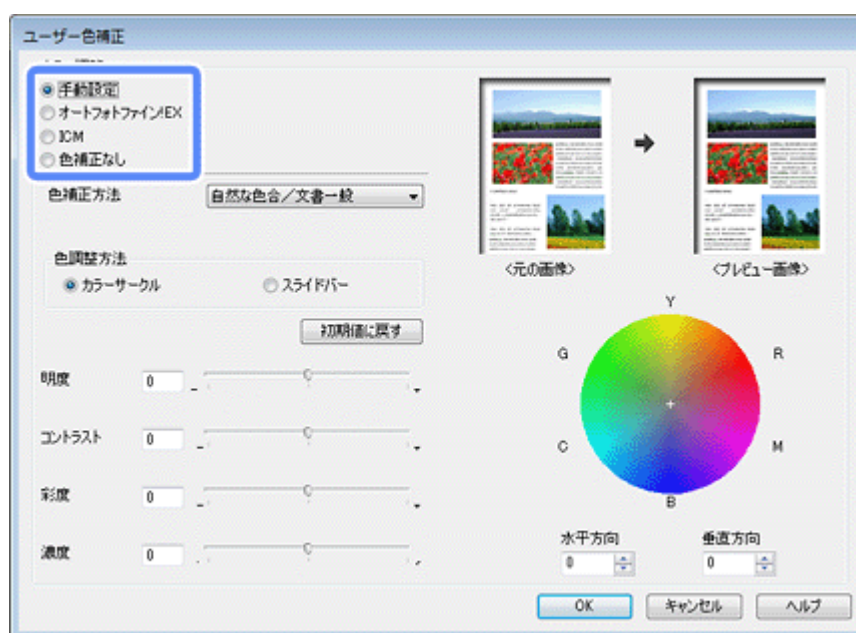 ユーザー色補正
手動設定
オートフォトファイン!EX
ICM
色補正なし
色補正方法
自然な色合/文書一般
色調整方法
カラーサークル
スライドバー
初期値に戻す
明度
0
-
+
コントラスト
0
-
+
彩度
0
-
+
濃度
0
-
+
<元の画像>
<プレビュー画像>
Y
G
R
C
M
B
水平方向
垂直方向
0
0
OK
キャンセル
ヘルプ